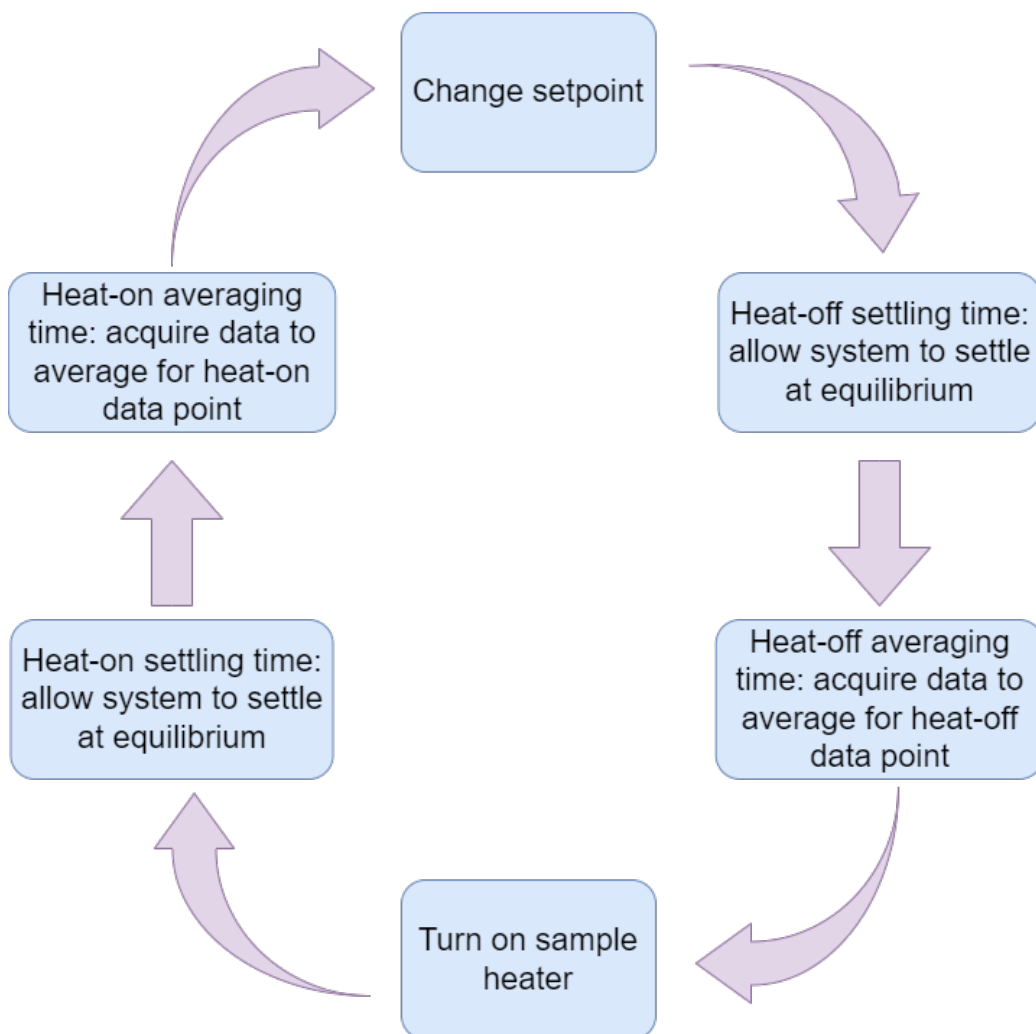 Change setpoint
Heat-off settling time:
allow system to settle
at equilibrium
Heat-off averaging
time: acquire data to
average for heat-off
data point
Turn on sample
heater
Heat-on settling time:
allow system to settle
at equilibrium
Heat-on averaging
time: acquire data to
average for heat-on
data point